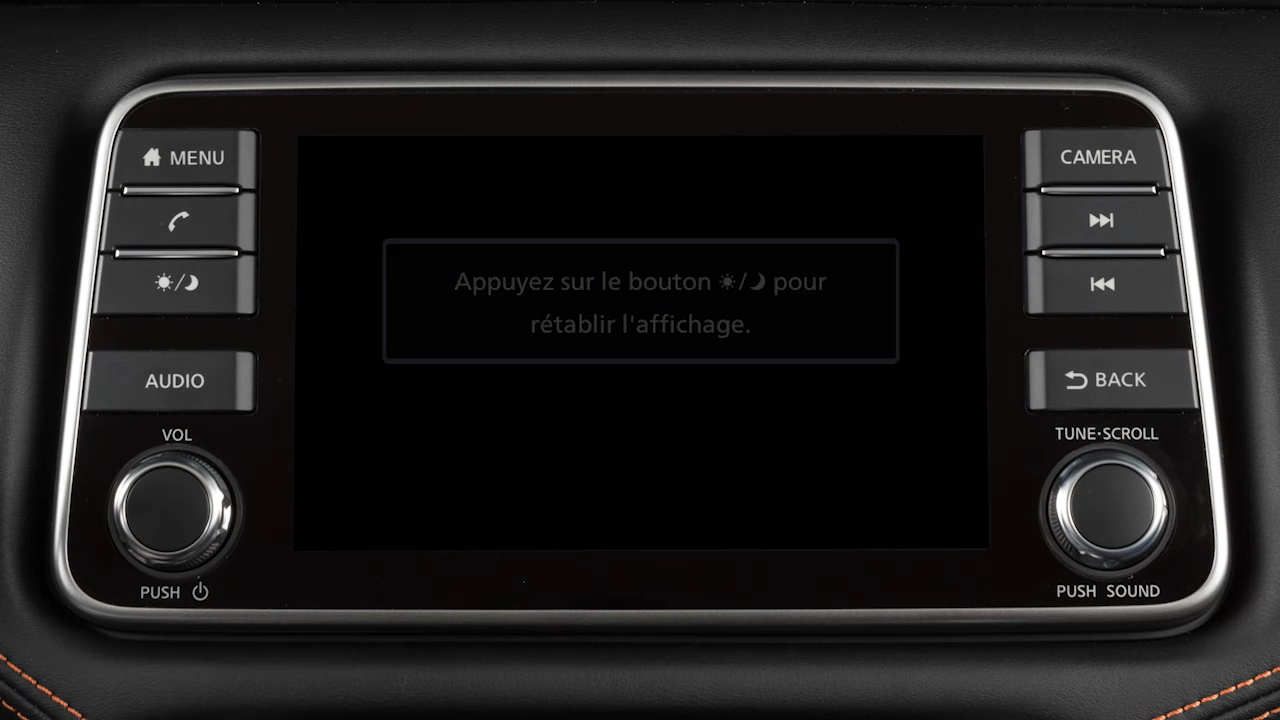 MENU
CAMERA
Appuyez sur le bouton ☀/☾ pour
rétablir l'affichage.
AUDIO
BACK
VOL
TUNE·SCROLL
PUSH
PUSH SOUND